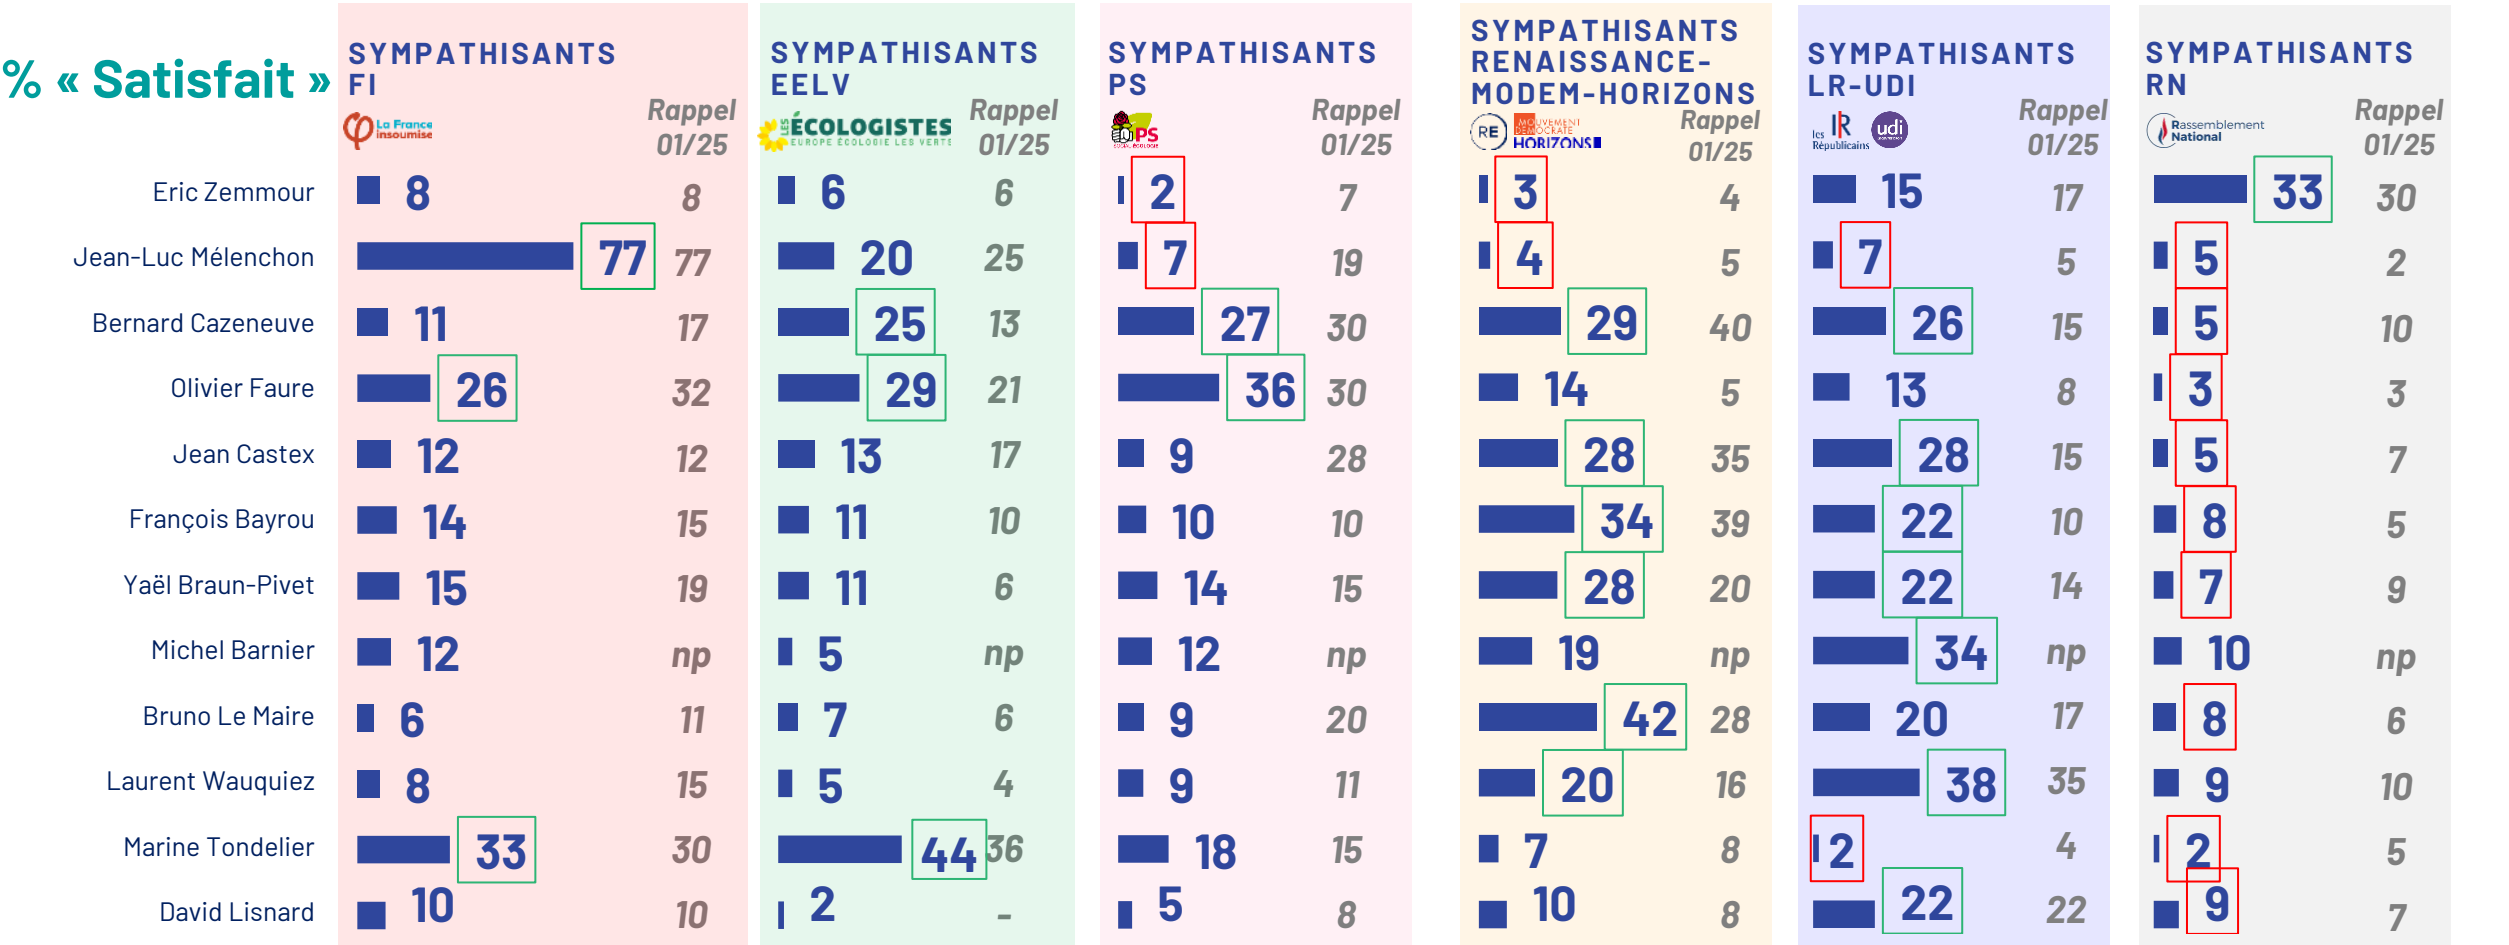 % « Satisfait »
SYMPATHISANTS
FI
La France
insoumise
Rappel
01/25
SYMPATHISANTS
EELV
LES ÉCOLOGISTES
EUROPE ÉCOLOGIE LES VERTS
Rappel
01/25
SYMPATHISANTS
PS
PS
SOCIAL ÉCOLOGIE
Rappel
01/25
SYMPATHISANTS
RENAISSANCE-
MODEM-HORIZONS
RE
MOUVEMENT
DÉMOCRATE
HORIZONS
Rappel
01/25
SYMPATHISANTS
LR-UDI
les R
Républicains
udi
Rappel
01/25
SYMPATHISANTS
RN
Rassemblement
National
Rappel
01/25
Eric Zemmour 8 8 6 6 2 7 3 4 15 17 33 30
Jean-Luc Mélenchon 77 77 20 25 7 19 4 5 7 5 5 2
Bernard Cazeneuve 11 17 25 13 27 30 29 40 26 15 5 10
Olivier Faure 26 32 29 21 36 30 14 5 13 8 3 3
Jean Castex 12 12 13 17 9 28 28 35 28 15 5 7
François Bayrou 14 15 11 10 10 10 34 39 22 10 8 5
Yaël Braun-Pivet 15 19 11 6 14 15 28 20 22 14 7 9
Michel Barnier 12 np 5 np 12 np 19 np 34 np 10 np
Bruno Le Maire 6 11 7 6 9 20 42 28 20 17 8 6
Laurent Wauquiez 8 15 5 4 9 11 20 16 38 35 9 10
Marine Tondelier 33 30 44 36 18 15 7 8 2 4 2 5
David Lisnard 10 10 2 - 5 8 10 8 22 22 9 7